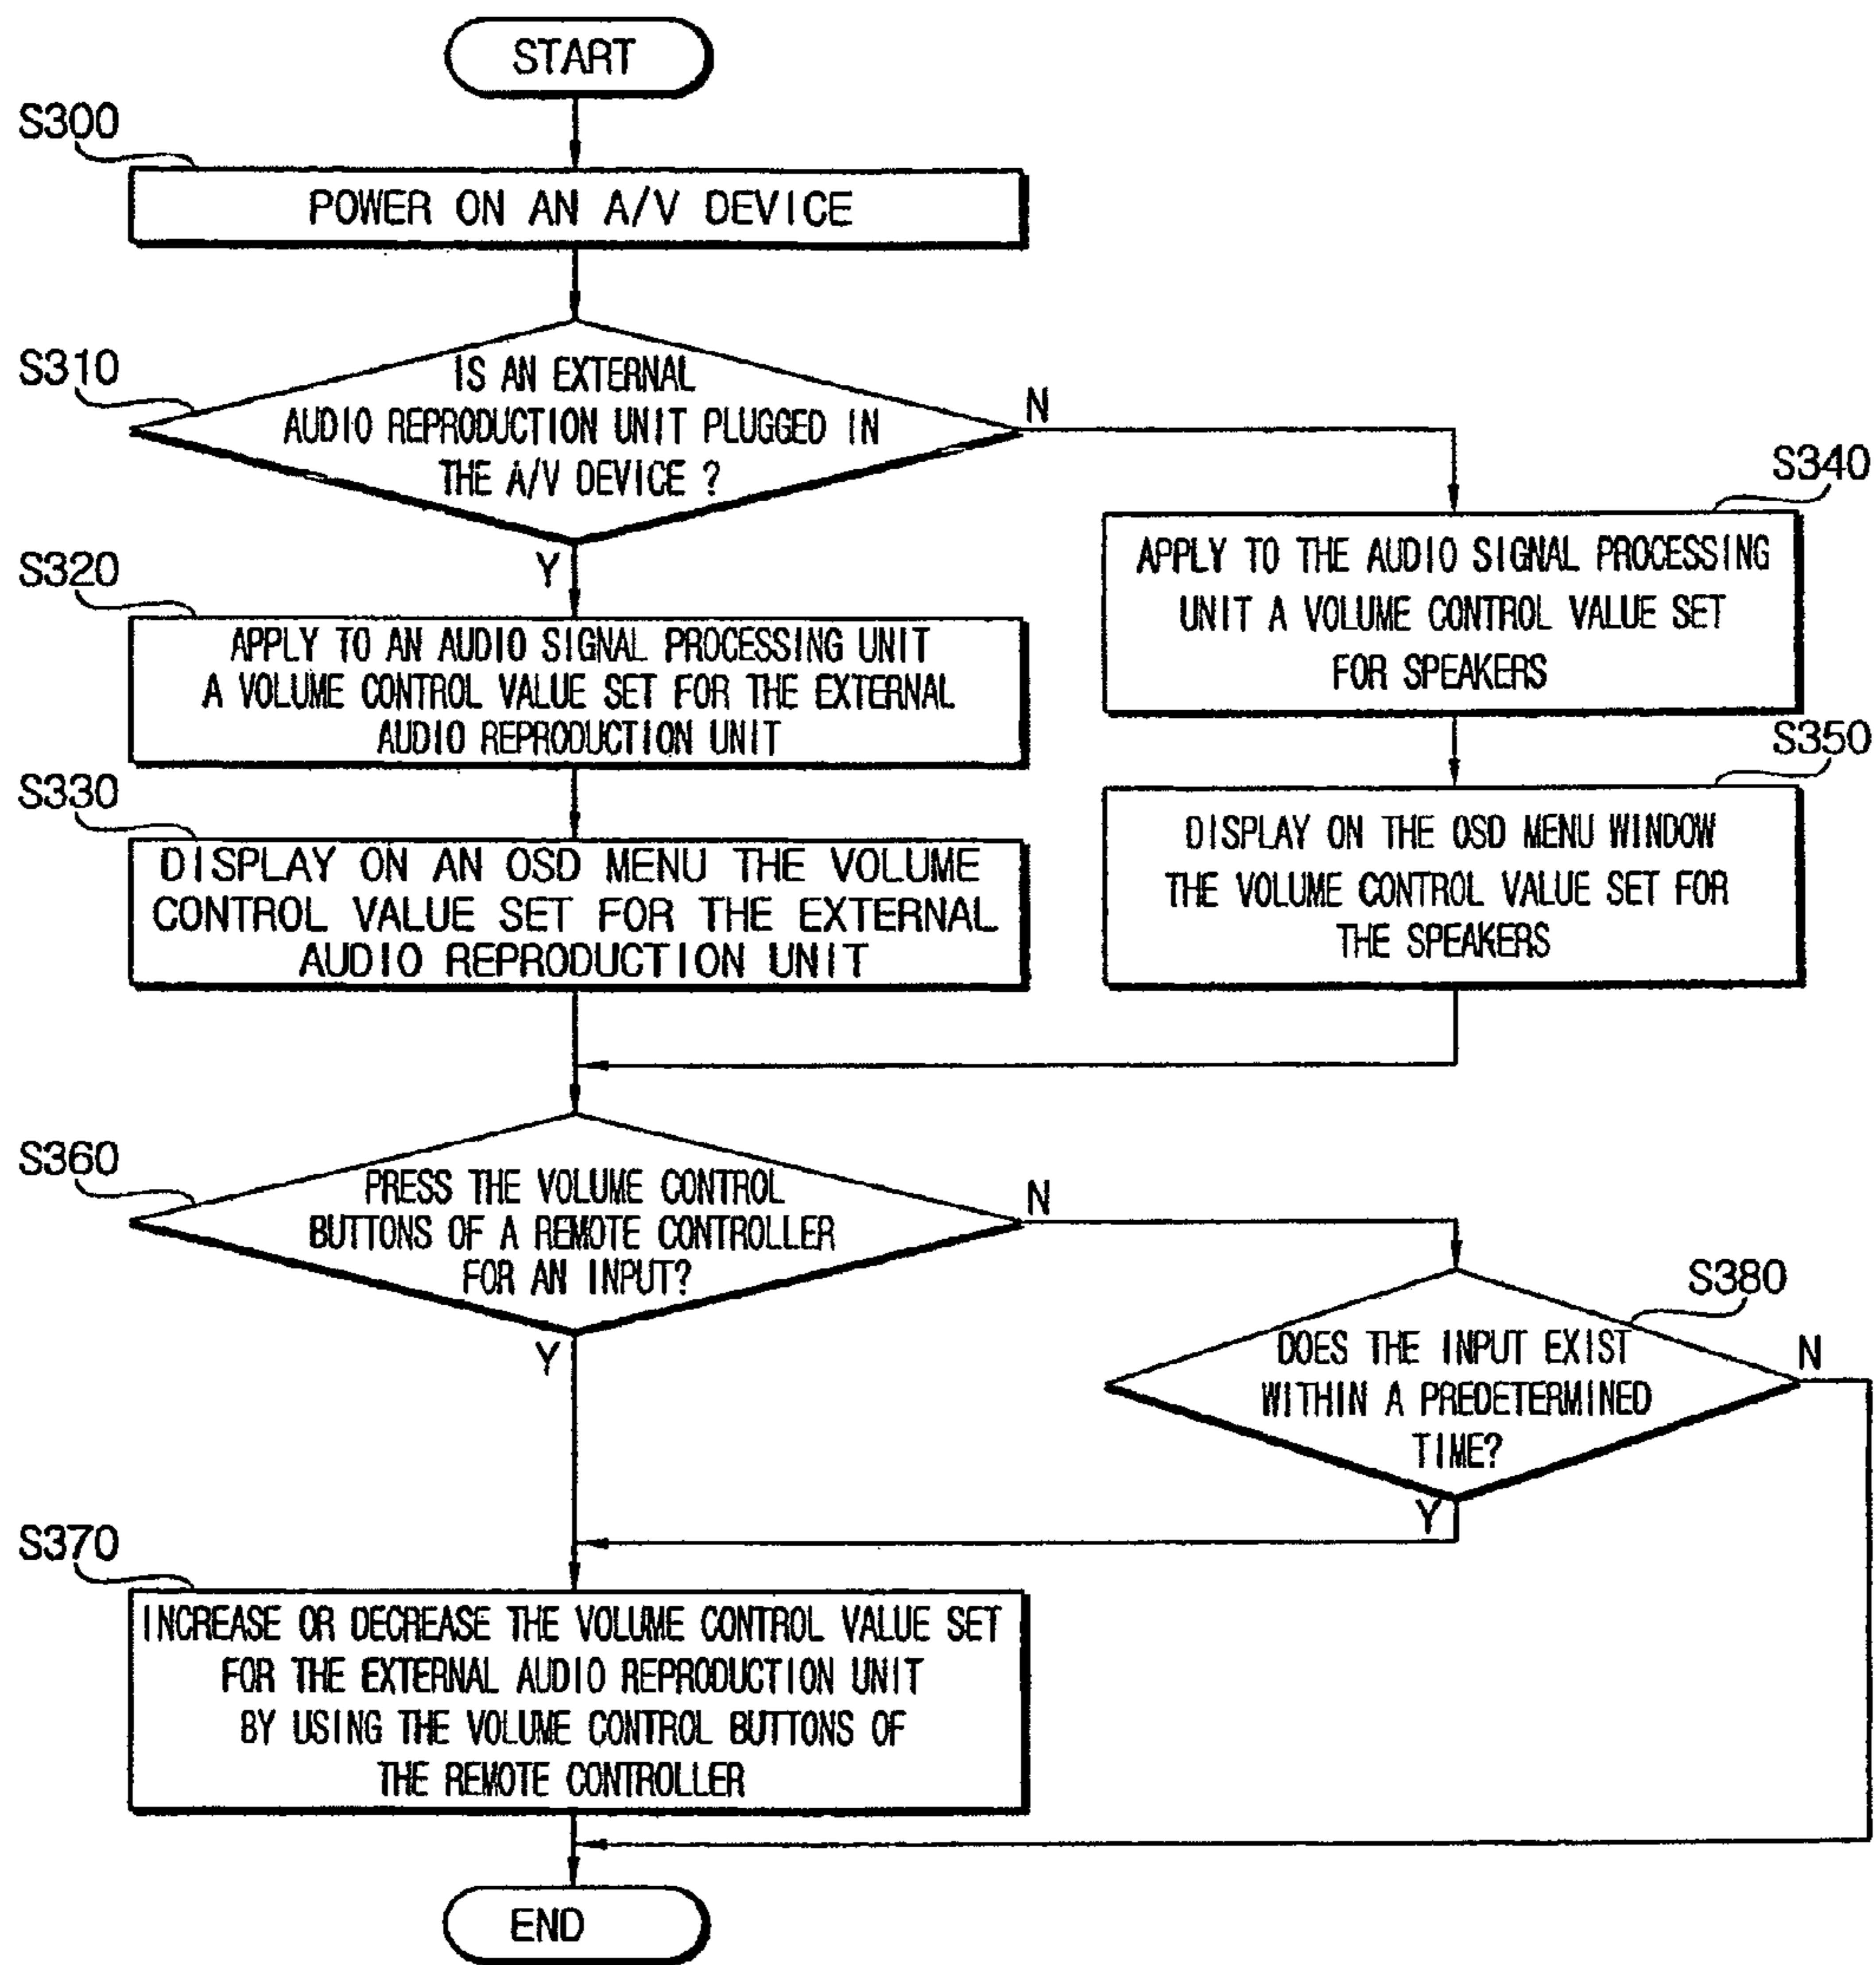 START
S300
POWER ON AN A/V DEVICE
S310
IS AN EXTERNAL
AUDIO REPRODUCTION UNIT PLUGGED IN
THE A/V DEVICE ?
N
Y
S320
APPLY TO AN AUDIO SIGNAL PROCESSING UNIT
A VOLUME CONTROL VALUE SET FOR THE EXTERNAL
AUDIO REPRODUCTION UNIT
S330
DISPLAY ON AN OSD MENU THE VOLUME
CONTROL VALUE SET FOR THE EXTERNAL
AUDIO REPRODUCTION UNIT
S340
APPLY TO THE AUDIO SIGNAL PROCESSING
UNIT A VOLUME CONTROL VALUE SET
FOR SPEAKERS
S350
DISPLAY ON THE OSD MENU WINDOW
THE VOLUME CONTROL VALUE SET FOR
THE SPEAKERS
S360
PRESS THE VOLUME CONTROL
BUTTONS OF A REMOTE CONTROLLER
FOR AN INPUT?
N
Y
S380
DOES THE INPUT EXIST
WITHIN A PREDETERMINED
TIME?
N
Y
S370
INCREASE OR DECREASE THE VOLUME CONTROL VALUE SET
FOR THE EXTERNAL AUDIO REPRODUCTION UNIT
BY USING THE VOLUME CONTROL BUTTONS OF
THE REMOTE CONTROLLER
END